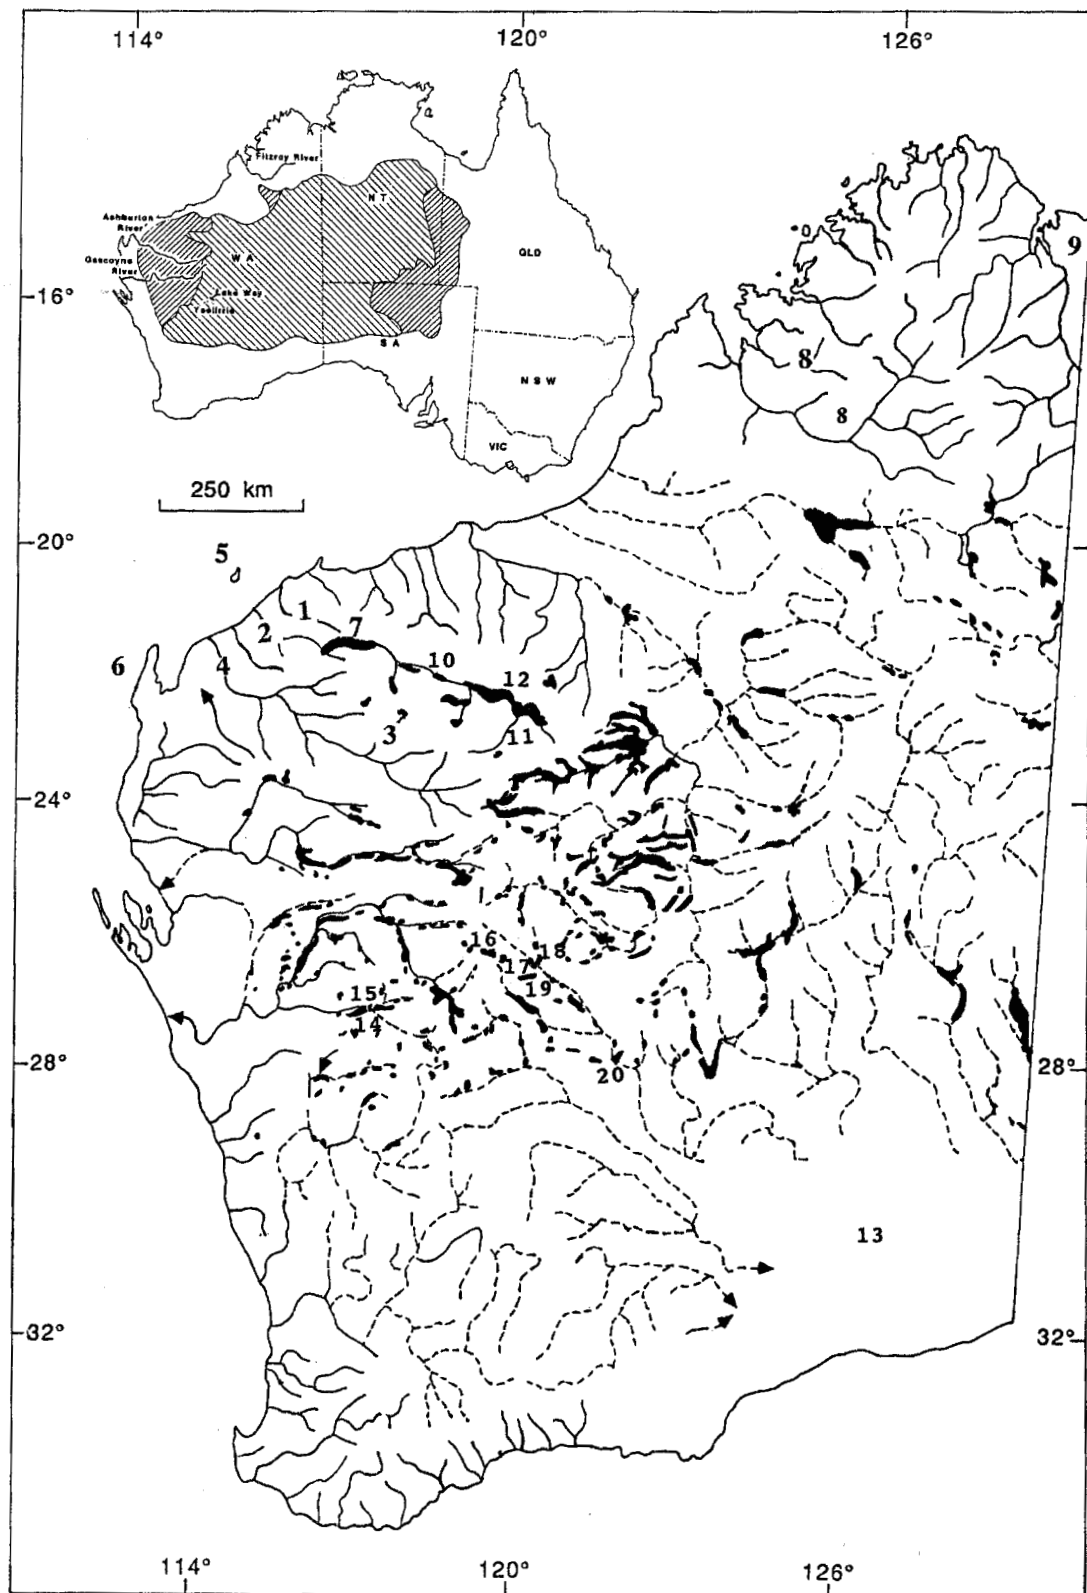 114° 120° 126°
Fitzroy River
N T
Ashburton
River
9
W A
QLD
Gascoyne
River
16°
Lake Way
Yeelirrie
S A
8
N S W
8
VIC
250 km
20°
5
1
2
7
6
4
10
12
3
11
24°
16
18
17
15
19
14
28°
28°
20
13
32°
32°
114° 120° 126°